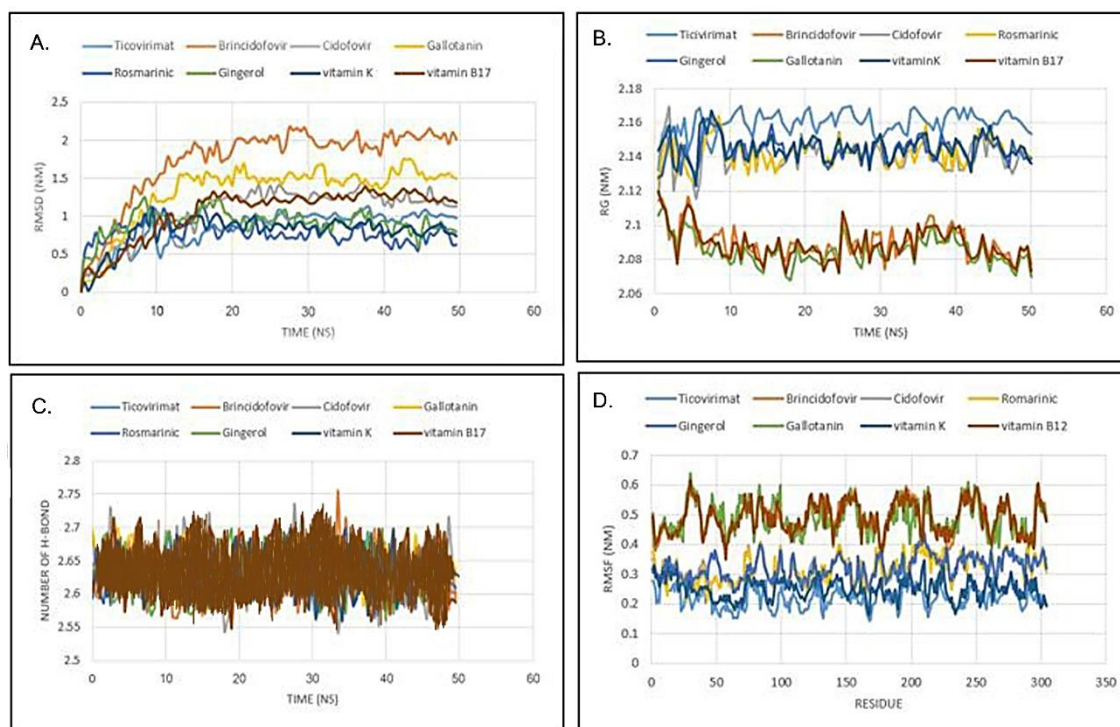 A.
Ticovirimat Brincidofovir Cidofovir Gallotanin
Rosmarinic Gingerol vitamin K vitamin B17
2.5
2
1.5
1
0.5
0
RMSD (NM)
0 10 20 30 40 50 60
TIME (NS)
B.
Ticivirimat Brincidofovir Cidofovir Rosmarinic
Gingerol Gallotanin vitaminK vitamin B17
2.18
2.16
2.14
2.12
2.1
2.08
2.06
RG (NM)
0 10 20 30 40 50 60
TIME (NS)
C.
Ticovirimat Brincidofovir Cidofovir Gallotanin
Rosmarinic Gingerol vitamin K vitamin B17
2.8
2.75
2.7
2.65
2.6
2.55
2.5
NUMBER OF H-BOND
0 10 20 30 40 50 60
TIME (NS)
D.
Ticovirimat Brincidofovir Cidofovir Romarinic
Gingerol Gallotanin vitamin K vitamin B12
0.7
0.6
0.5
0.4
0.3
0.2
0.1
0
RMSF (NM)
0 50 100 150 200 250 300 350
RESIDUE